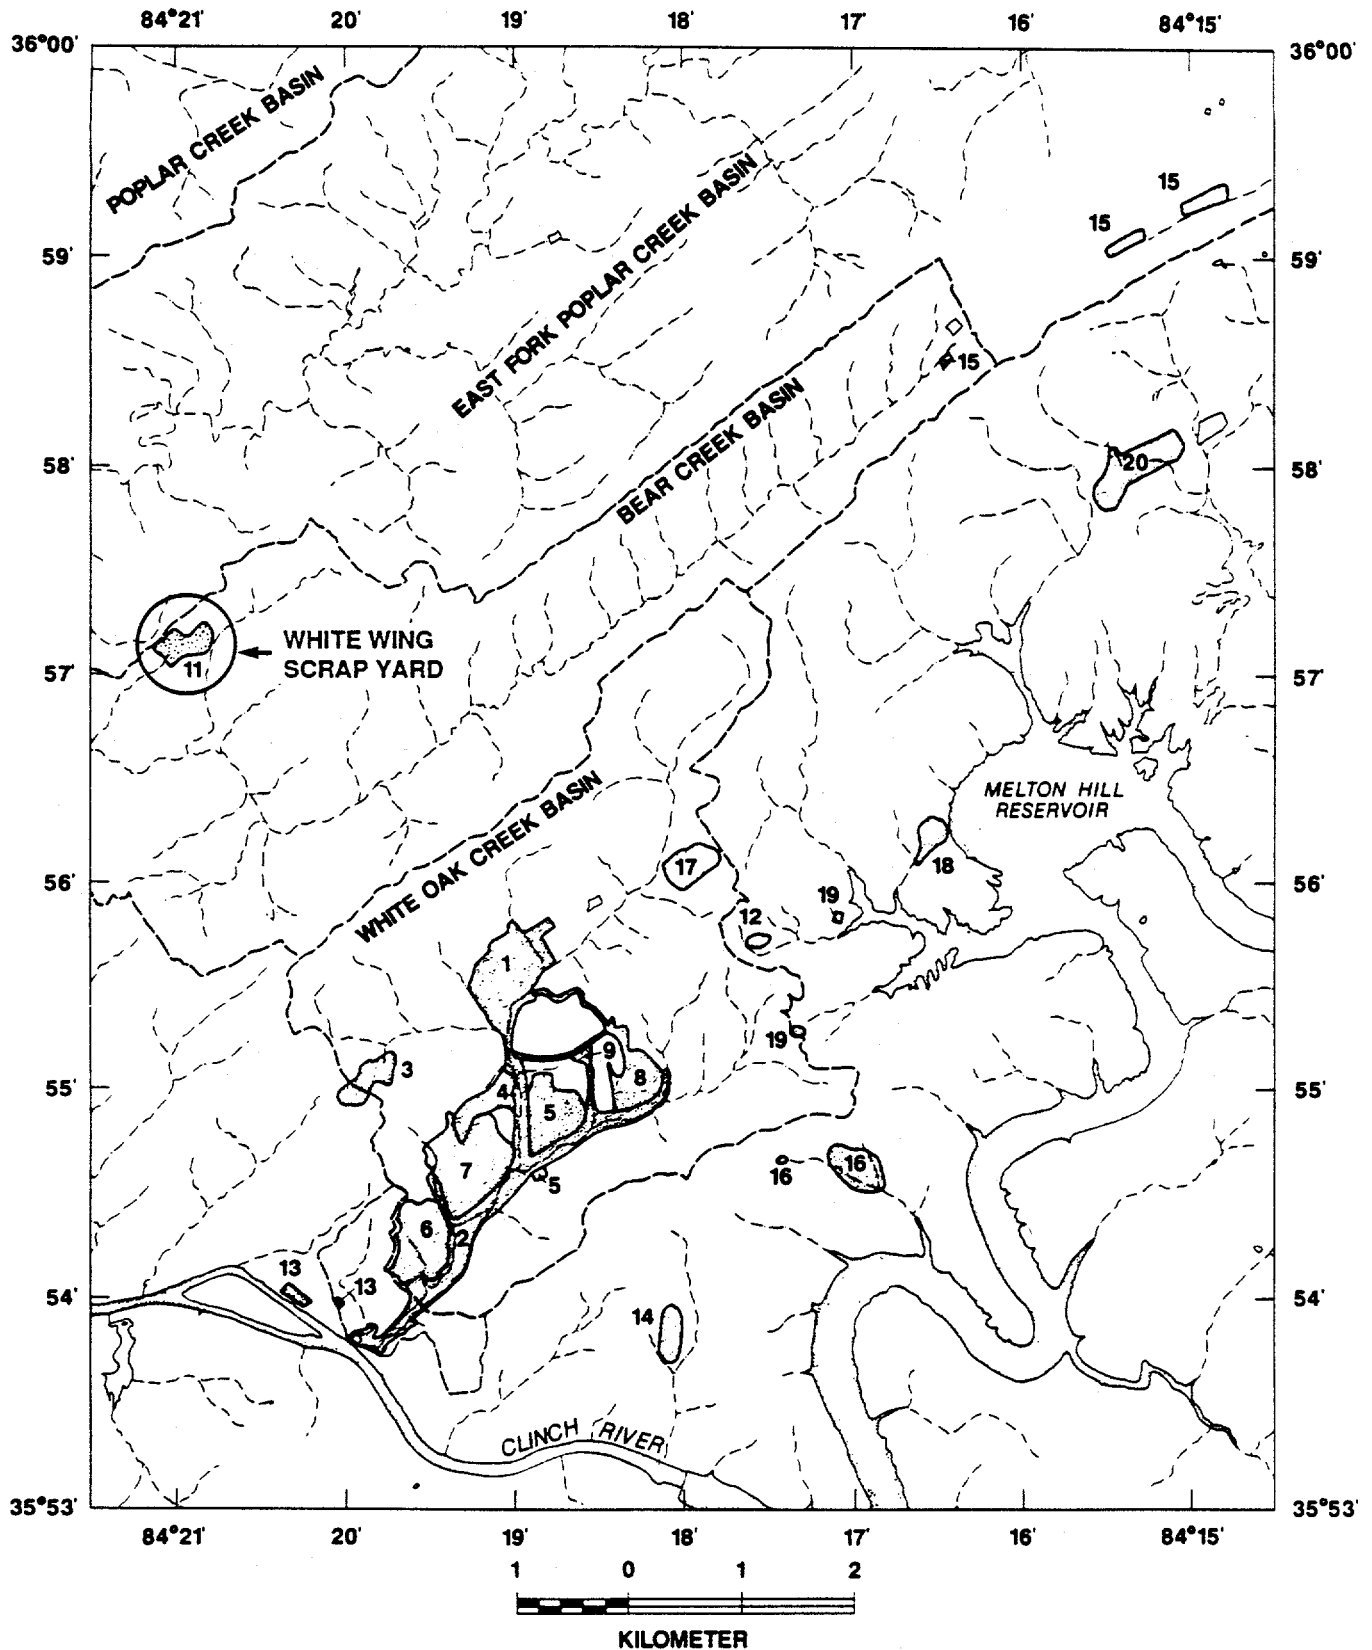 84°21' 20' 19' 18' 17' 16' 84°15'
36°00' 36°00'
POPLAR CREEK BASIN
EAST FORK POPLAR CREEK BASIN
15
15
59' 59'
15
BEAR CREEK BASIN
58' 20 58'
WHITE WING
SCRAP YARD
11
57' 57'
MELTON HILL
RESERVOIR
WHITE OAK CREEK BASIN
17 18
56' 56'
19
12
1
19
9
3 8
55' 4 55'
5
7 16 16
5
6
2
13 13
54' 54'
14
CLINCH RIVER
35°53' 35°53'
84°21' 20' 19' 18' 17' 16' 84°15'
1 0 1 2
KILOMETER